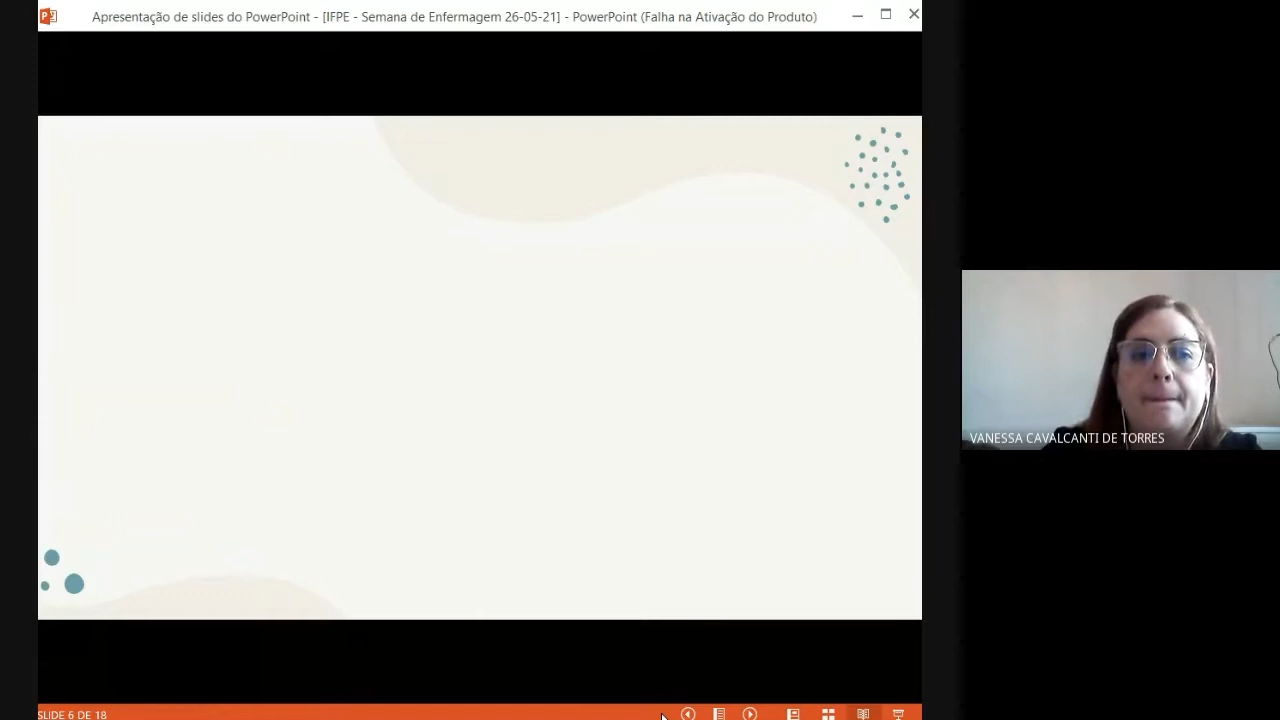 Apresentação de slides do PowerPoint - [IFPE - Semana de Enfermagem 26-05-21] - PowerPoint (Falha na Ativação do Produto)
VANESSA CAVALCANTI DE TORRES
SLIDE 6 DE 18